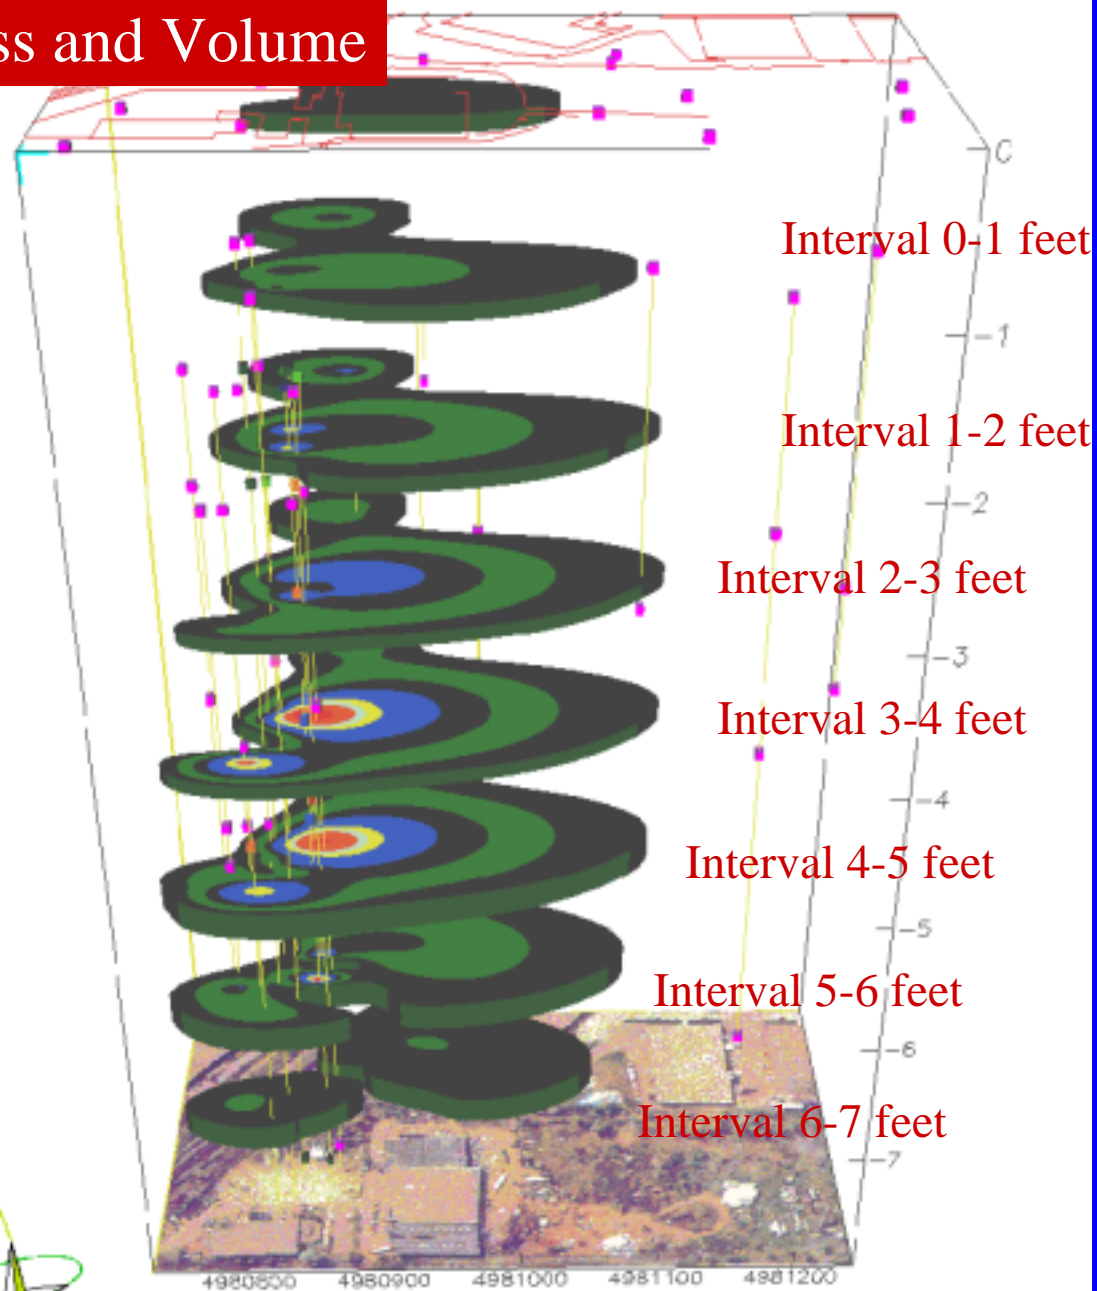 ss and Volume
0
Interval 0-1 feet
-1
Interval 1-2 feet
-2
Interval 2-3 feet
-3
Interval 3-4 feet
-4
Interval 4-5 feet
-5
Interval 5-6 feet
-6
Interval 6-7 feet
-7
4980800 4980900 4981000 4981100 4981200